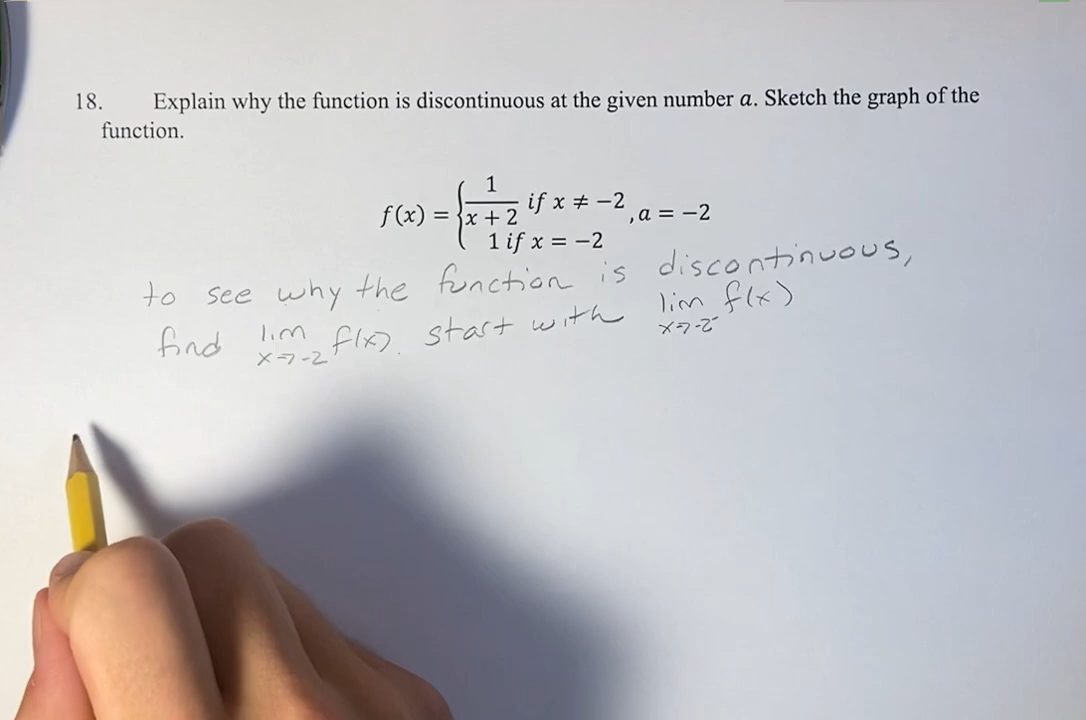 18. Explain why the function is discontinuous at the given number a. Sketch the graph of the
function.
f(x) = { 1/(x + 2) if x ≠ −2
1 if x = −2 , a = −2
to see why the function is discontinuous,
find lim x→-2 f(x). start with lim x→-2⁻ f(x)